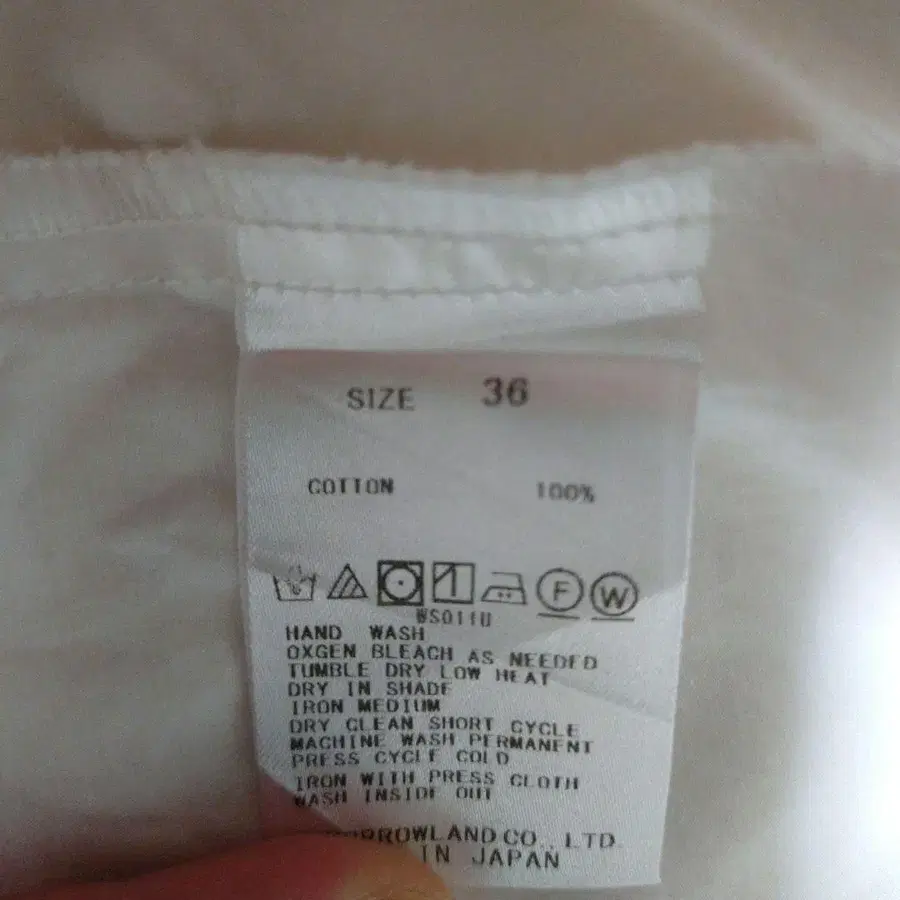 SIZE 36
COTTON 100%
F W
WS011U
HAND WASH
OXGEN BLEACH AS NEEDED
TUMBLE DRY LOW HEAT
DRY IN SHADE
IRON MEDIUM
DRY CLEAN SHORT CYCLE
MACHINE WASH PERMANENT
PRESS CYCLE COLD
IRON WITH PRESS CLOTH
WASH INSIDE OUT
CO., LTD.
IN JAPAN